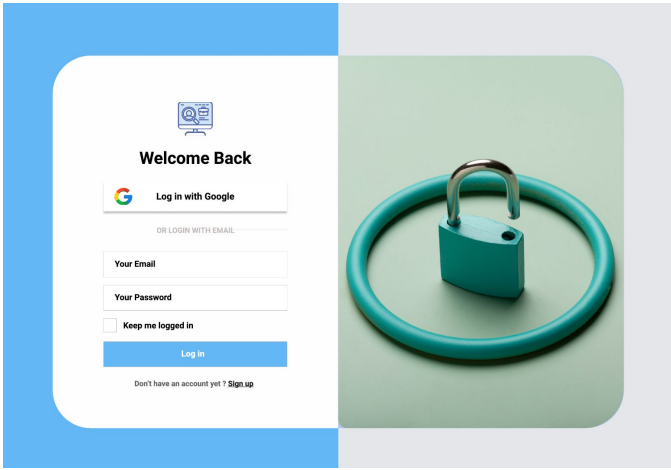 Welcome Back
Log in with Google
OR LOGIN WITH EMAIL
Your Email
Your Password
Keep me logged in
Log in
Don't have an account yet ? Sign up